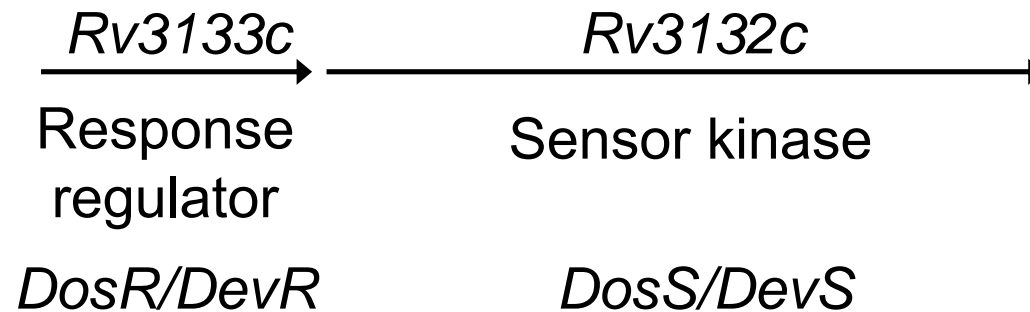 Rv3133c Rv3132c
Response
regulator
Sensor kinase
DosR/DevR DosS/DevS